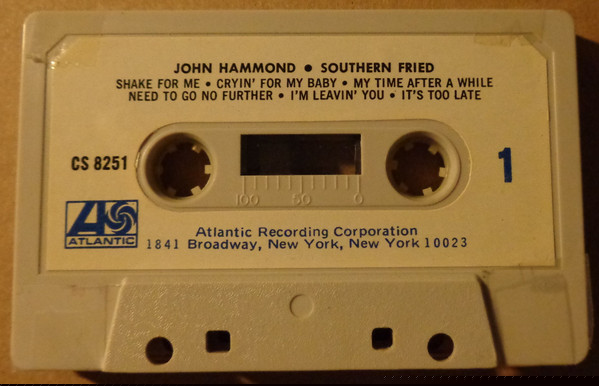 JOHN HAMMOND • SOUTHERN FRIED
SHAKE FOR ME • CRYIN' FOR MY BABY • MY TIME AFTER A WHILE
NEED TO GO NO FURTHER • I'M LEAVIN' YOU • IT'S TOO LATE
CS 8251
1
100 50 0
ATLANTIC
Atlantic Recording Corporation
1841 Broadway, New York, New York 10023